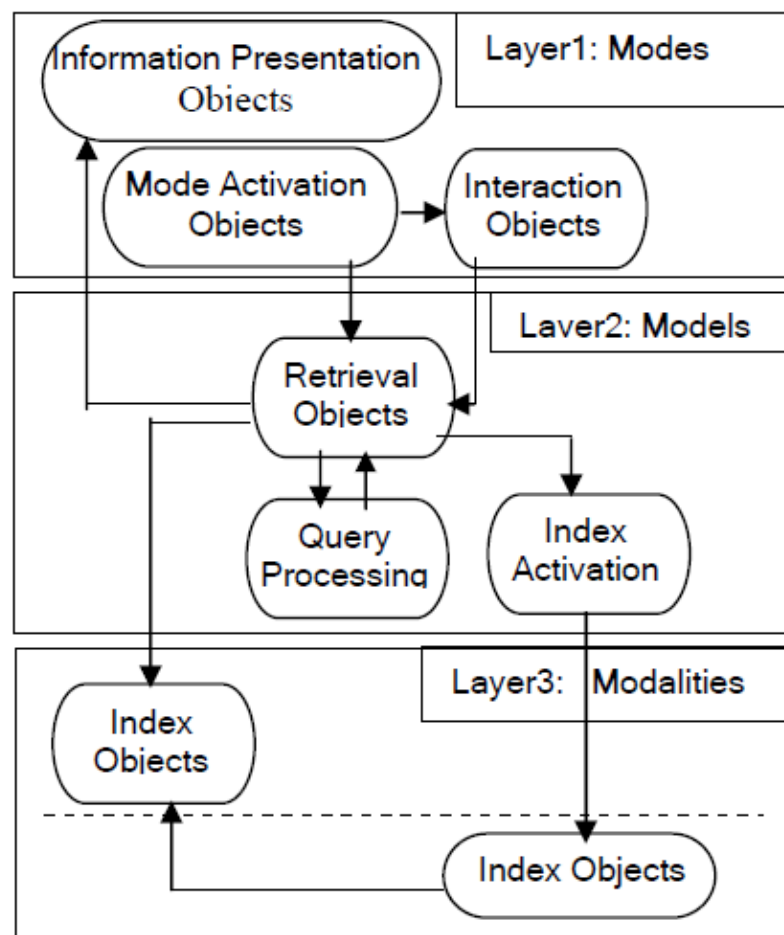 Layer1: Modes
Information Presentation
Obiects
Mode Activation
Objects
Interaction
Objects
Laver2: Models
Retrieval
Objects
Query
Processing
Index
Activation
Layer3: Modalities
Index
Objects
Index Objects